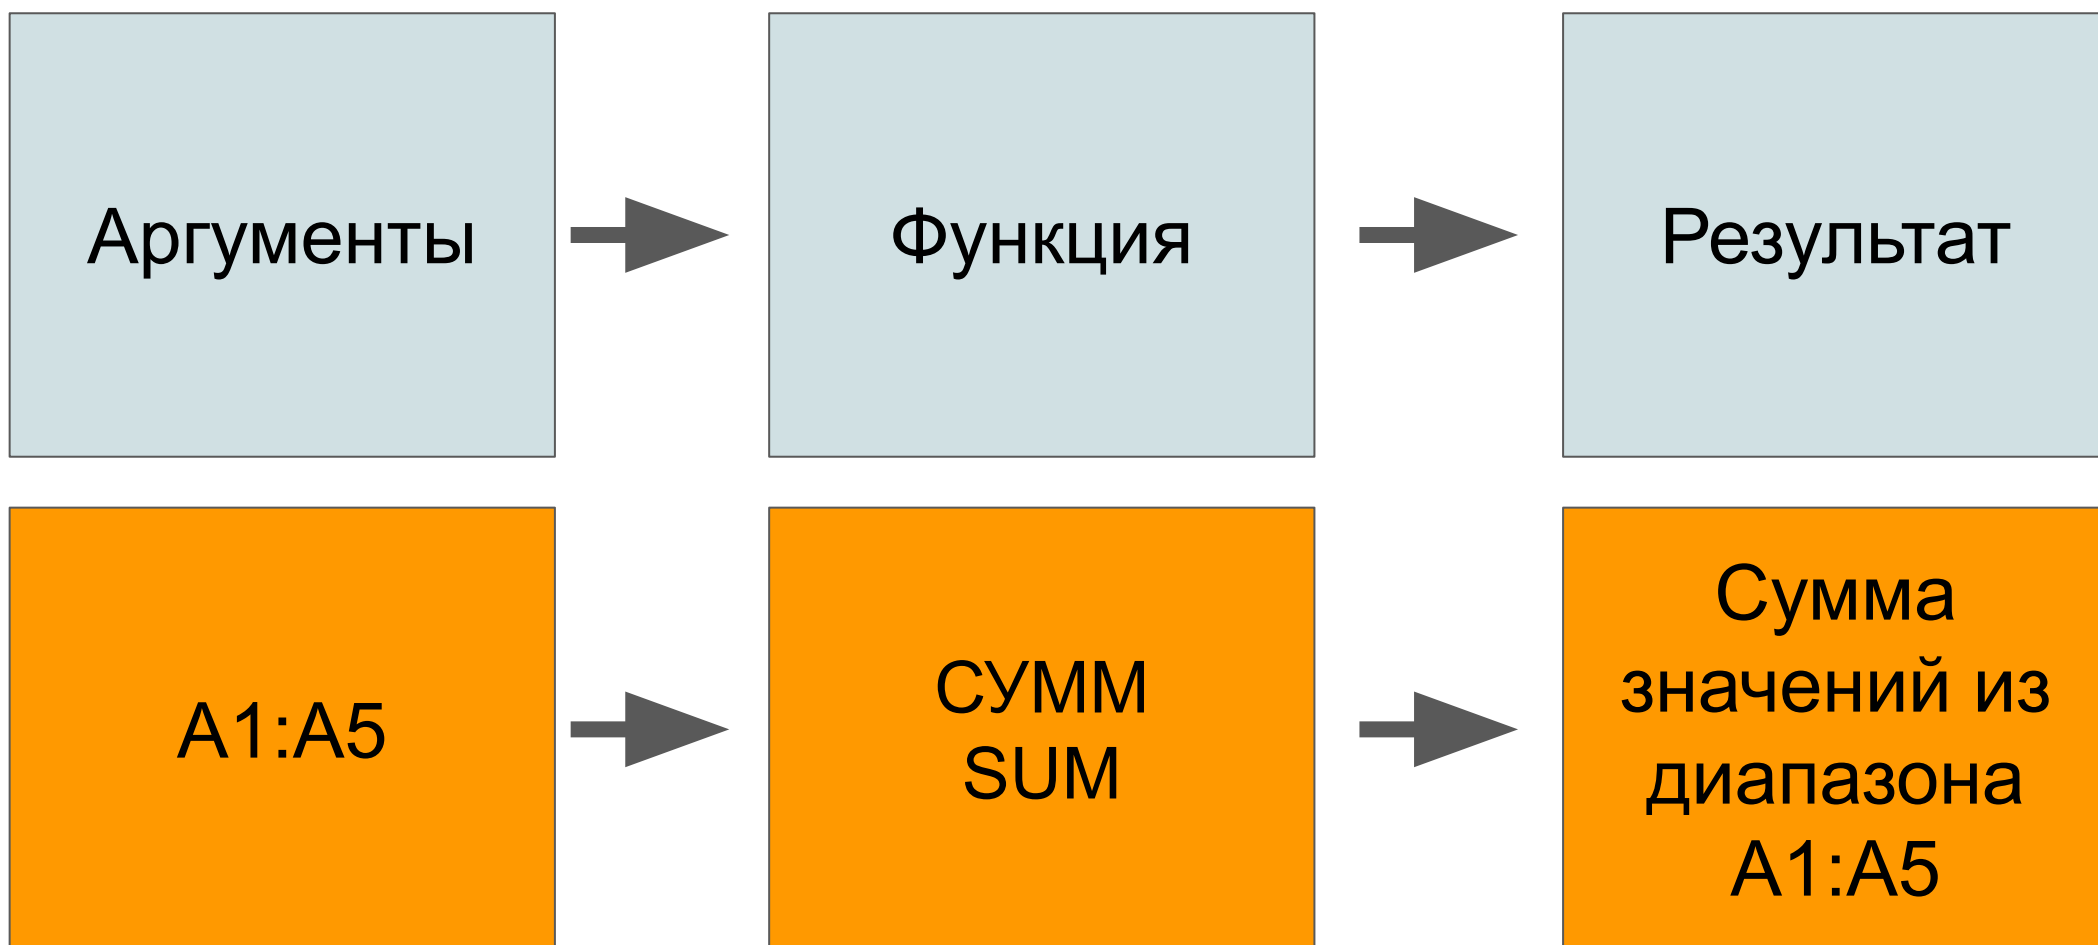 Аргументы
Функция
Результат
A1:A5
СУММ
SUM
Сумма
значений из
диапазона
A1:A5